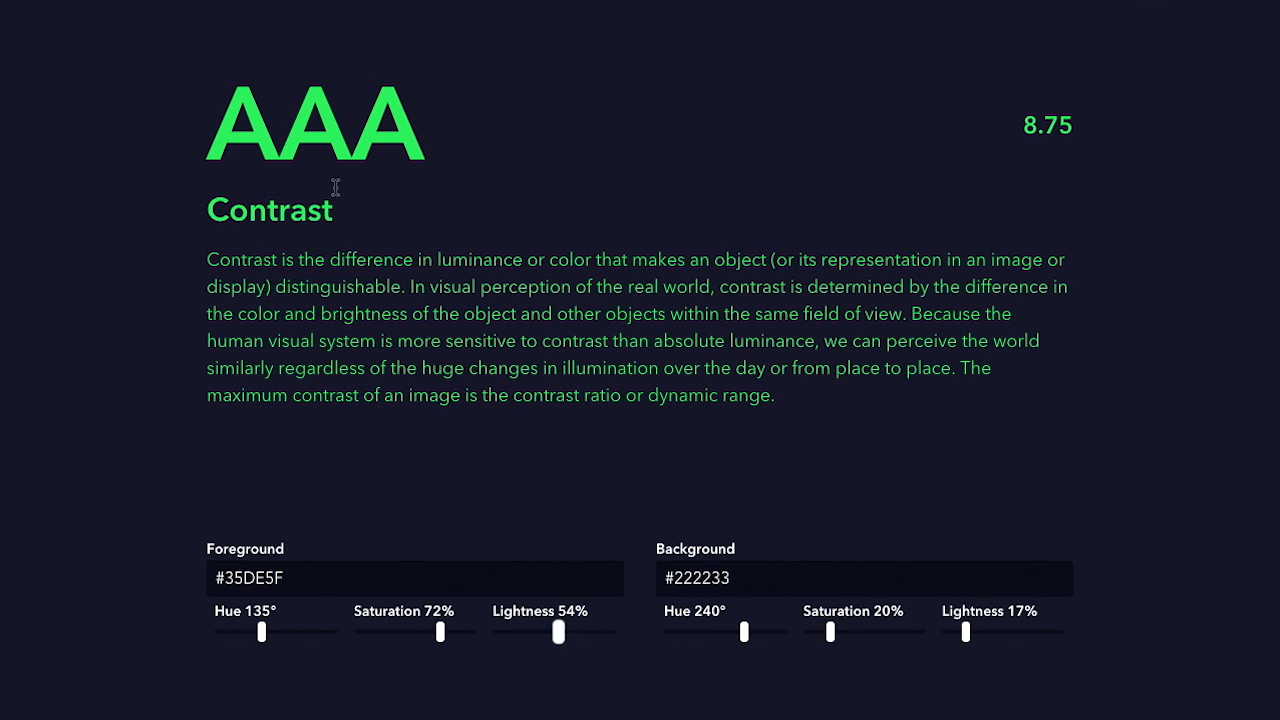 AAA
8.75
Contrast
Contrast is the difference in luminance or color that makes an object (or its representation in an image or
display) distinguishable. In visual perception of the real world, contrast is determined by the difference in
the color and brightness of the object and other objects within the same field of view. Because the
human visual system is more sensitive to contrast than absolute luminance, we can perceive the world
similarly regardless of the huge changes in illumination over the day or from place to place. The
maximum contrast of an image is the contrast ratio or dynamic range.
Foreground
#35DE5F
Hue 135° Saturation 72% Lightness 54%
Background
#222233
Hue 240° Saturation 20% Lightness 17%